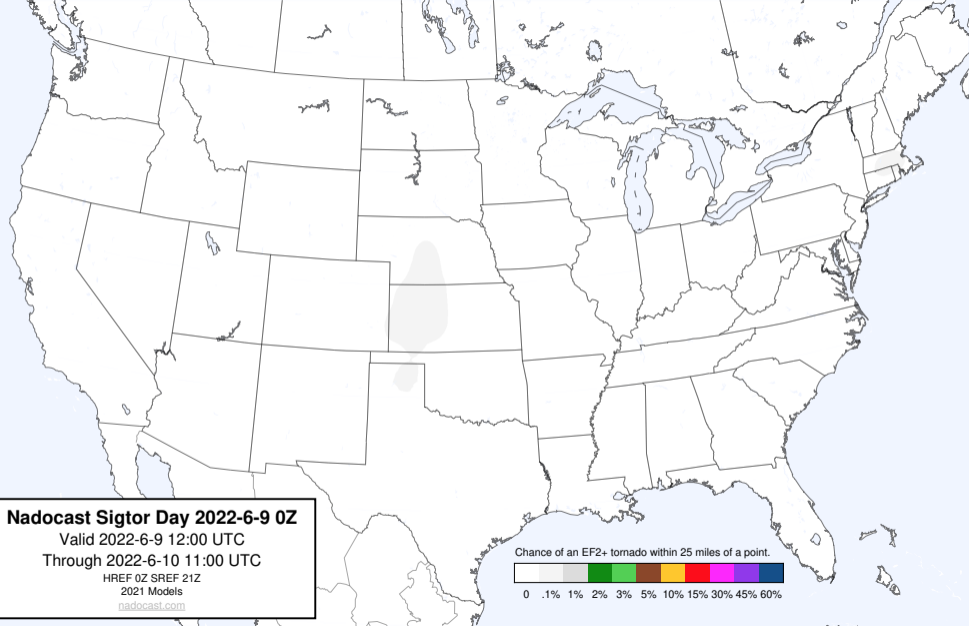 Nadocast Sigtor Day 2022-6-9 0Z
Valid 2022-6-9 12:00 UTC
Through 2022-6-10 11:00 UTC
HREF 0Z SREF 21Z
2021 Models
nadocast.com
Chance of an EF2+ tornado within 25 miles of a point.
0 .1% 1% 2% 3% 5% 10% 15% 30% 45% 60%